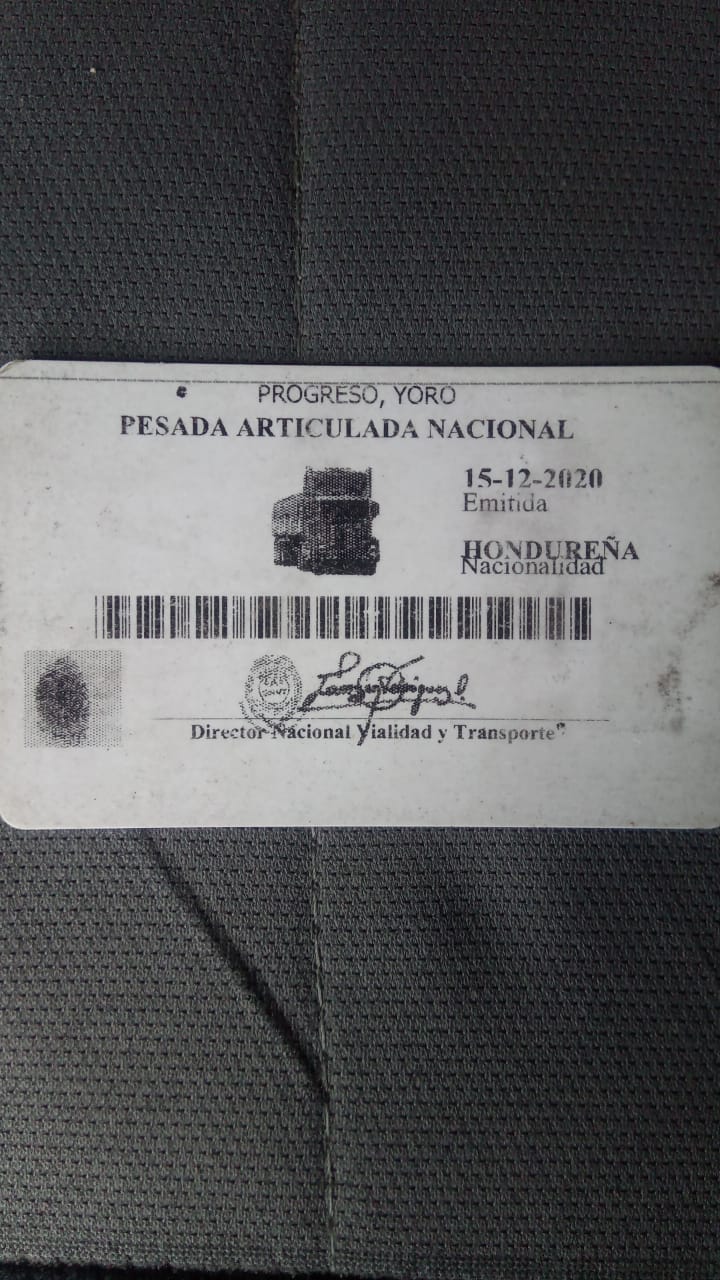 PROGRESO, YORO
PESADA ARTICULADA NACIONAL
15-12-2020
Emitida
HONDUREÑA
Nacionalidad
Director Nacional Vialidad y Transporte"